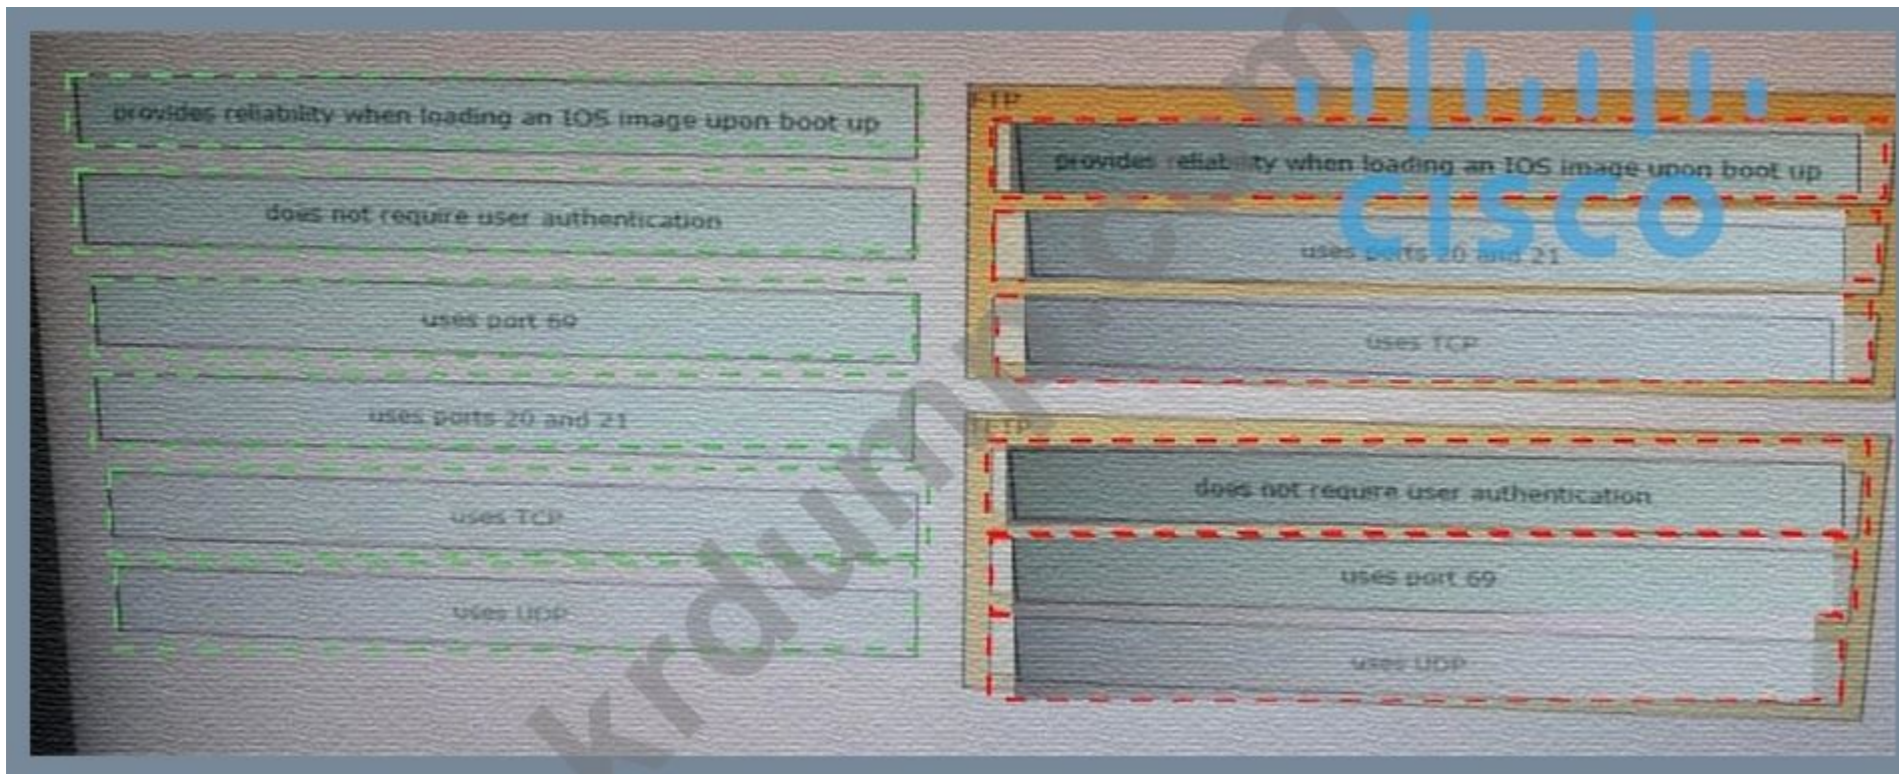 provides reliability when loading an IOS image upon boot up
does not require user authentication
uses port 69
uses ports 20 and 21
uses TCP
uses UDP
FTP
provides reliability when loading an IOS image upon boot up
uses ports 20 and 21
uses TCP
TFTP
does not require user authentication
uses port 69
uses UDP
CISCO